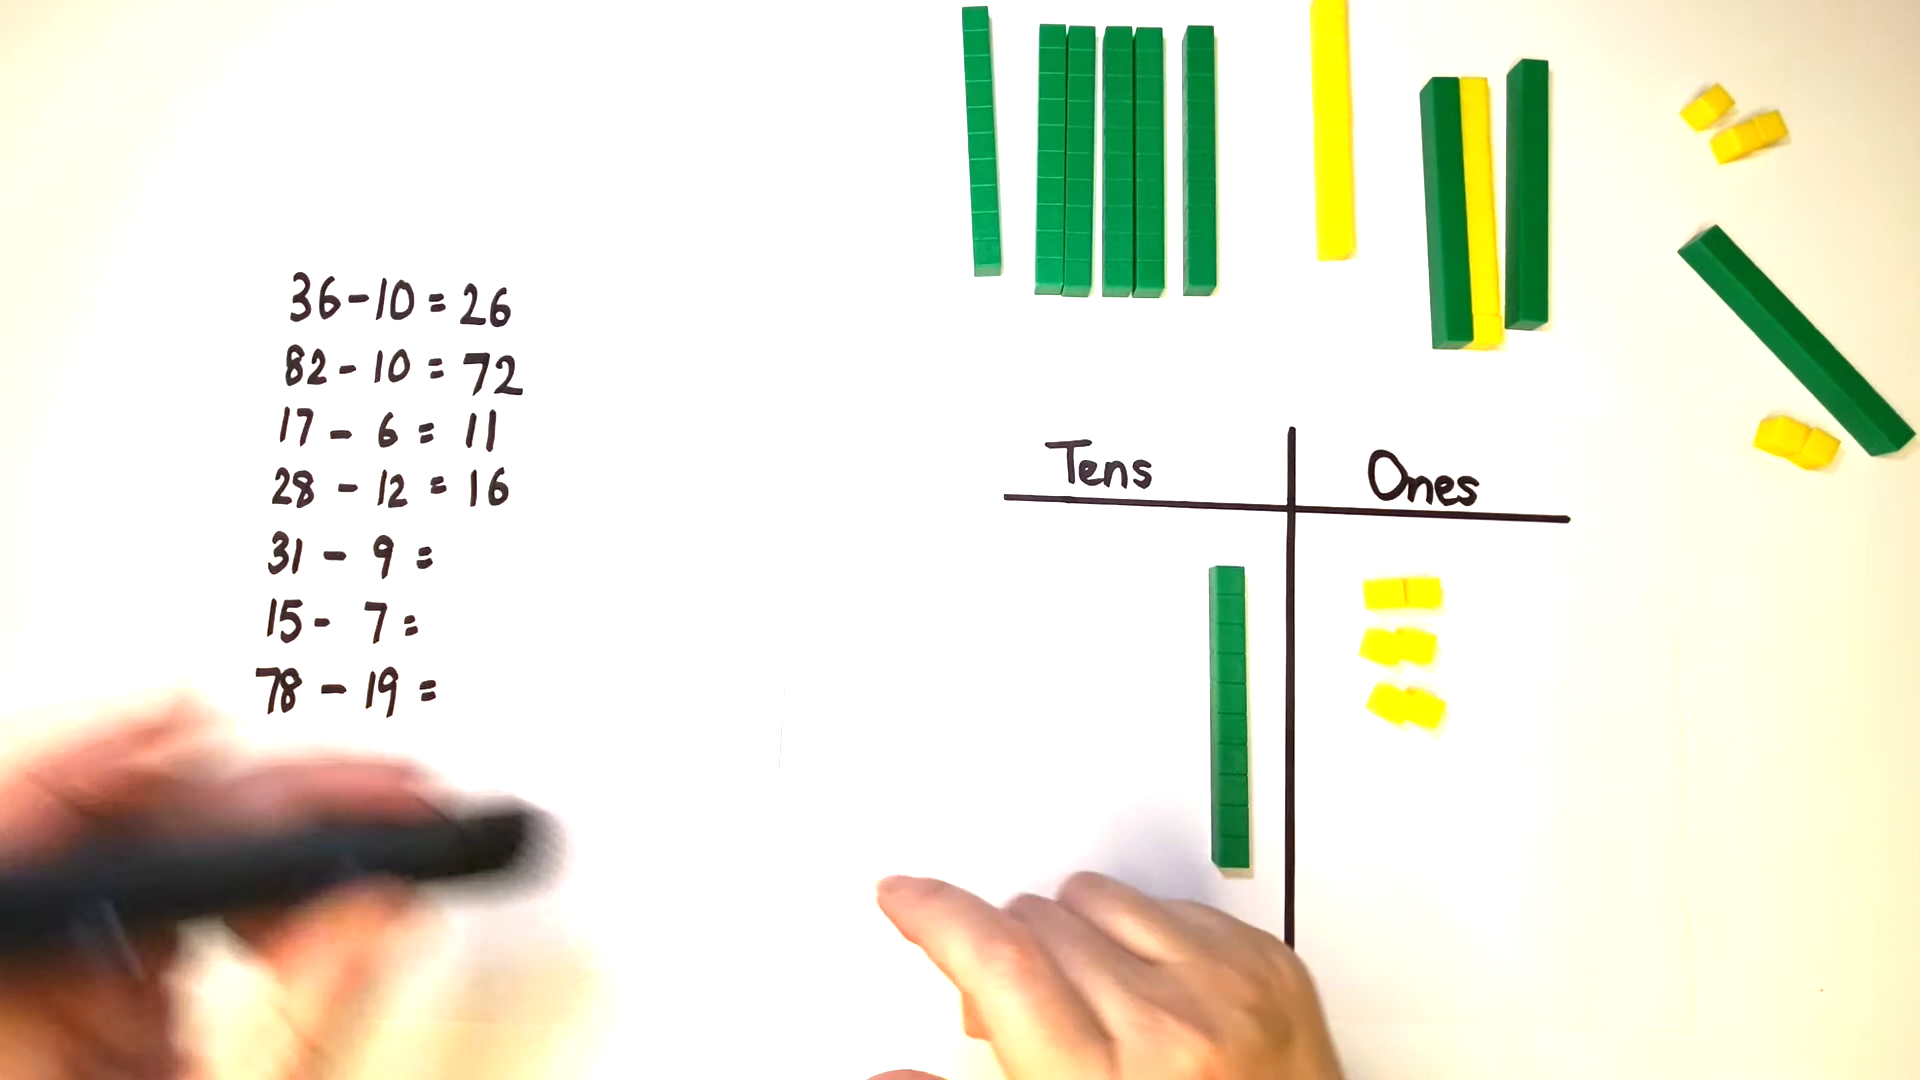 36 - 10 = 26
82 - 10 = 72
17 - 6 = 11
28 - 12 = 16
31 - 9 =
15 - 7 =
78 - 19 =
Tens Ones